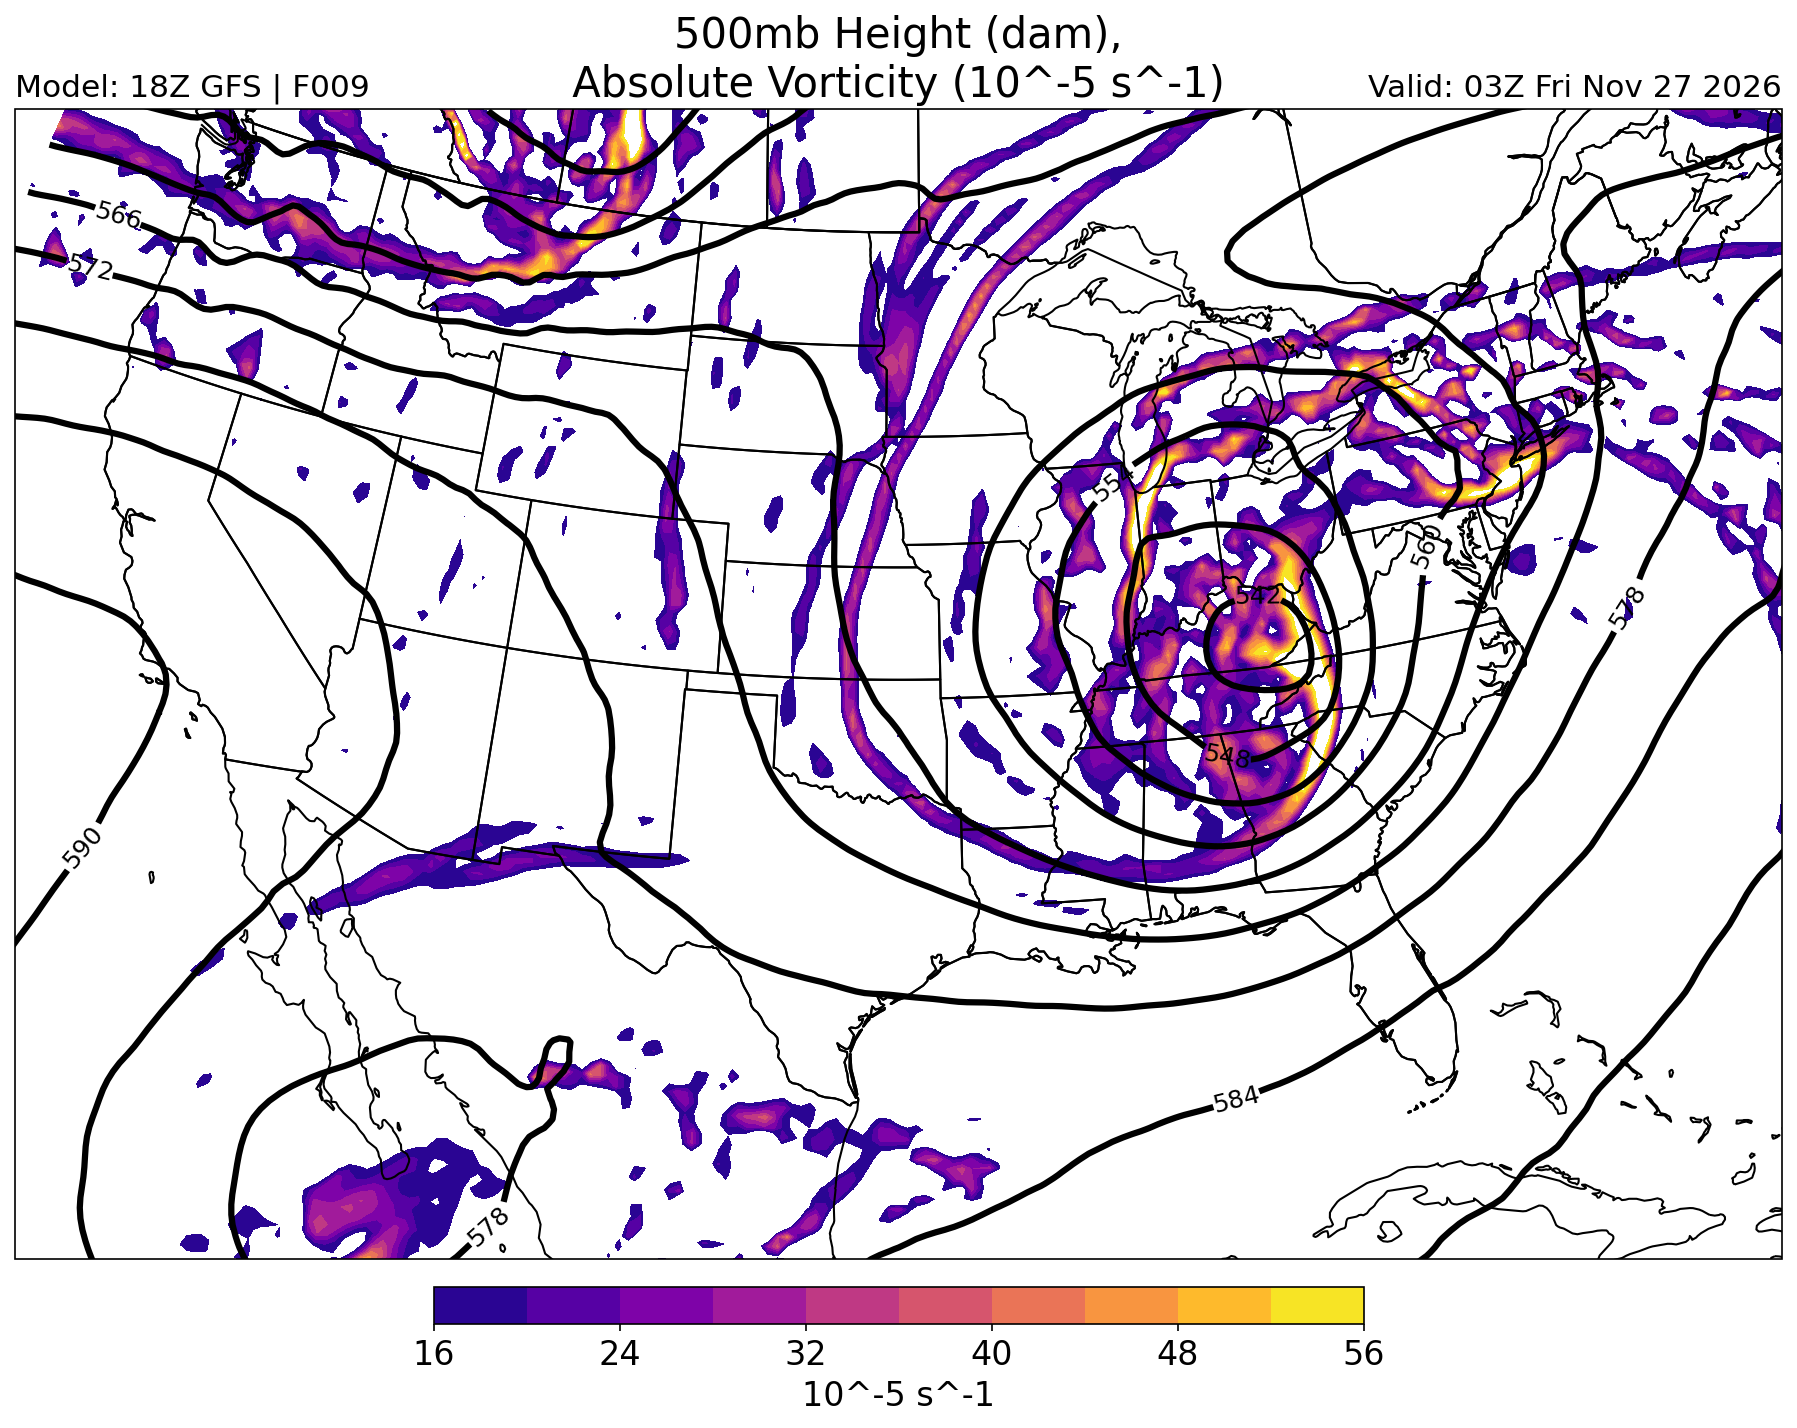 500mb Height (dam),
Absolute Vorticity (10^-5 s^-1)
Model: 18Z GFS | F009
Valid: 03Z Fri Nov 27 2026
566
572
554
560
542
578
548
590
584
578
16 24 32 40 48 56
10^-5 s^-1